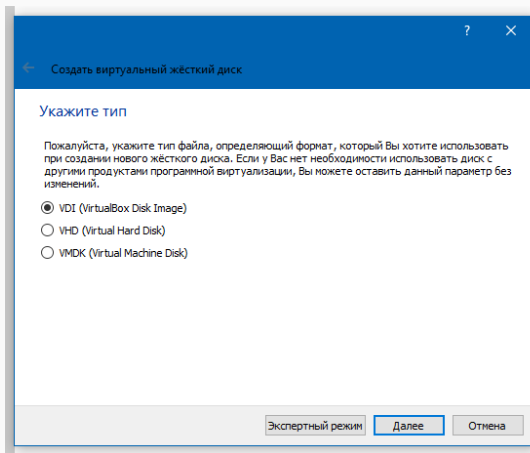 ?
Создать виртуальный жёсткий диск
Укажите тип
Пожалуйста, укажите тип файла, определяющий формат, который Вы хотите использовать
при создании нового жёсткого диска. Если у Вас нет необходимости использовать диск с
другими продуктами программной виртуализации, Вы можете оставить данный параметр без
изменений.
VDI (VirtualBox Disk Image)
VHD (Virtual Hard Disk)
VMDK (Virtual Machine Disk)
Экспертный режим Далее Отмена